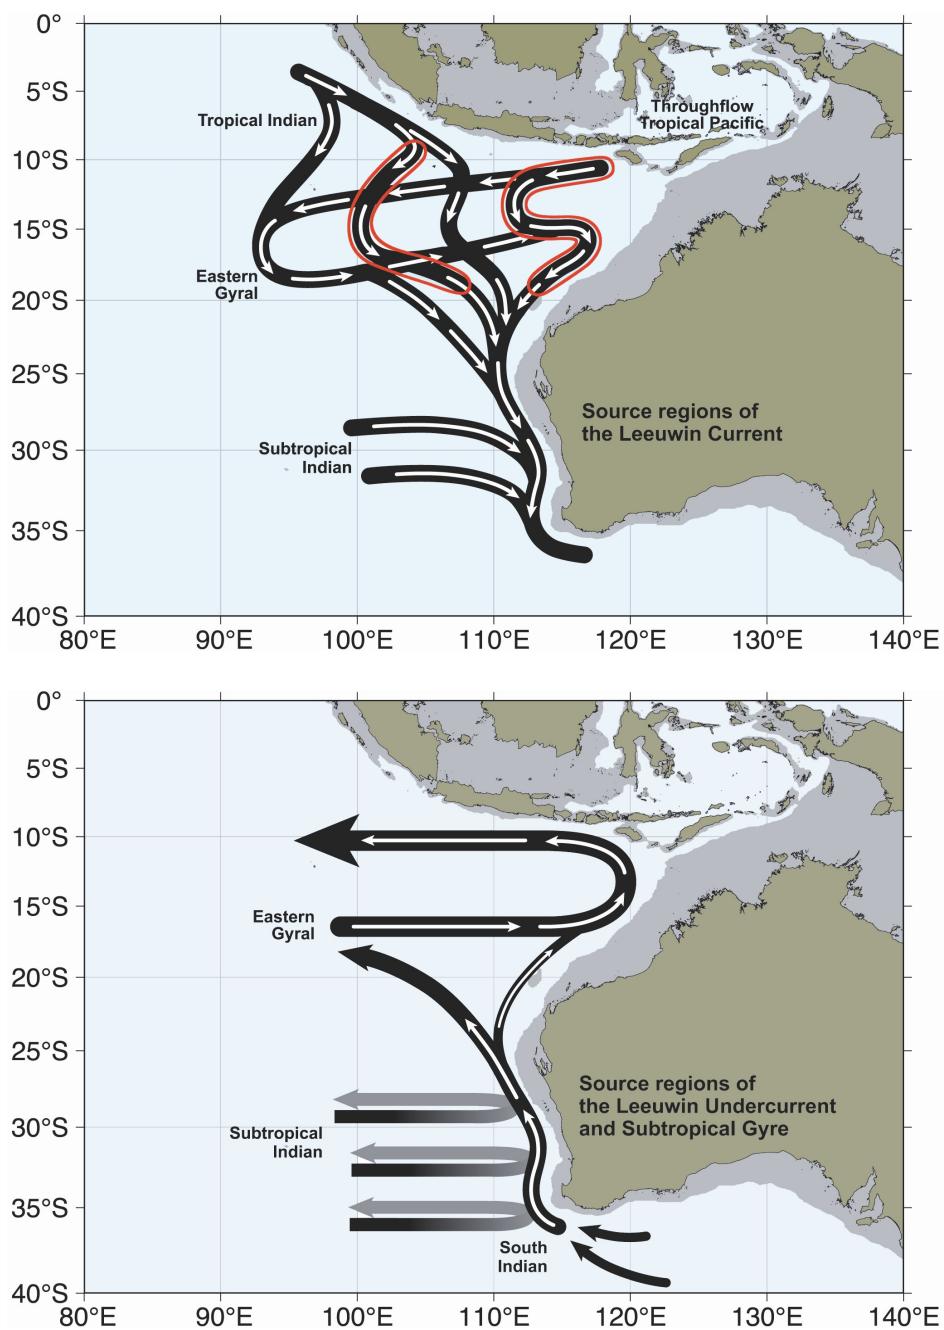 0°
5°S
10°S
15°S
20°S
25°S
30°S
35°S
40°S
80°E
90°E
100°E
110°E
120°E
130°E
140°E
Tropical Indian
Throughflow
Tropical Pacific
Eastern
Gyral
Subtropical
Indian
Source regions of
the Leeuwin Current
0°
5°S
10°S
15°S
20°S
25°S
30°S
35°S
40°S
80°E
90°E
100°E
110°E
120°E
130°E
140°E
Eastern
Gyral
Subtropical
Indian
South
Indian
Source regions of
the Leeuwin Undercurrent
and Subtropical Gyre